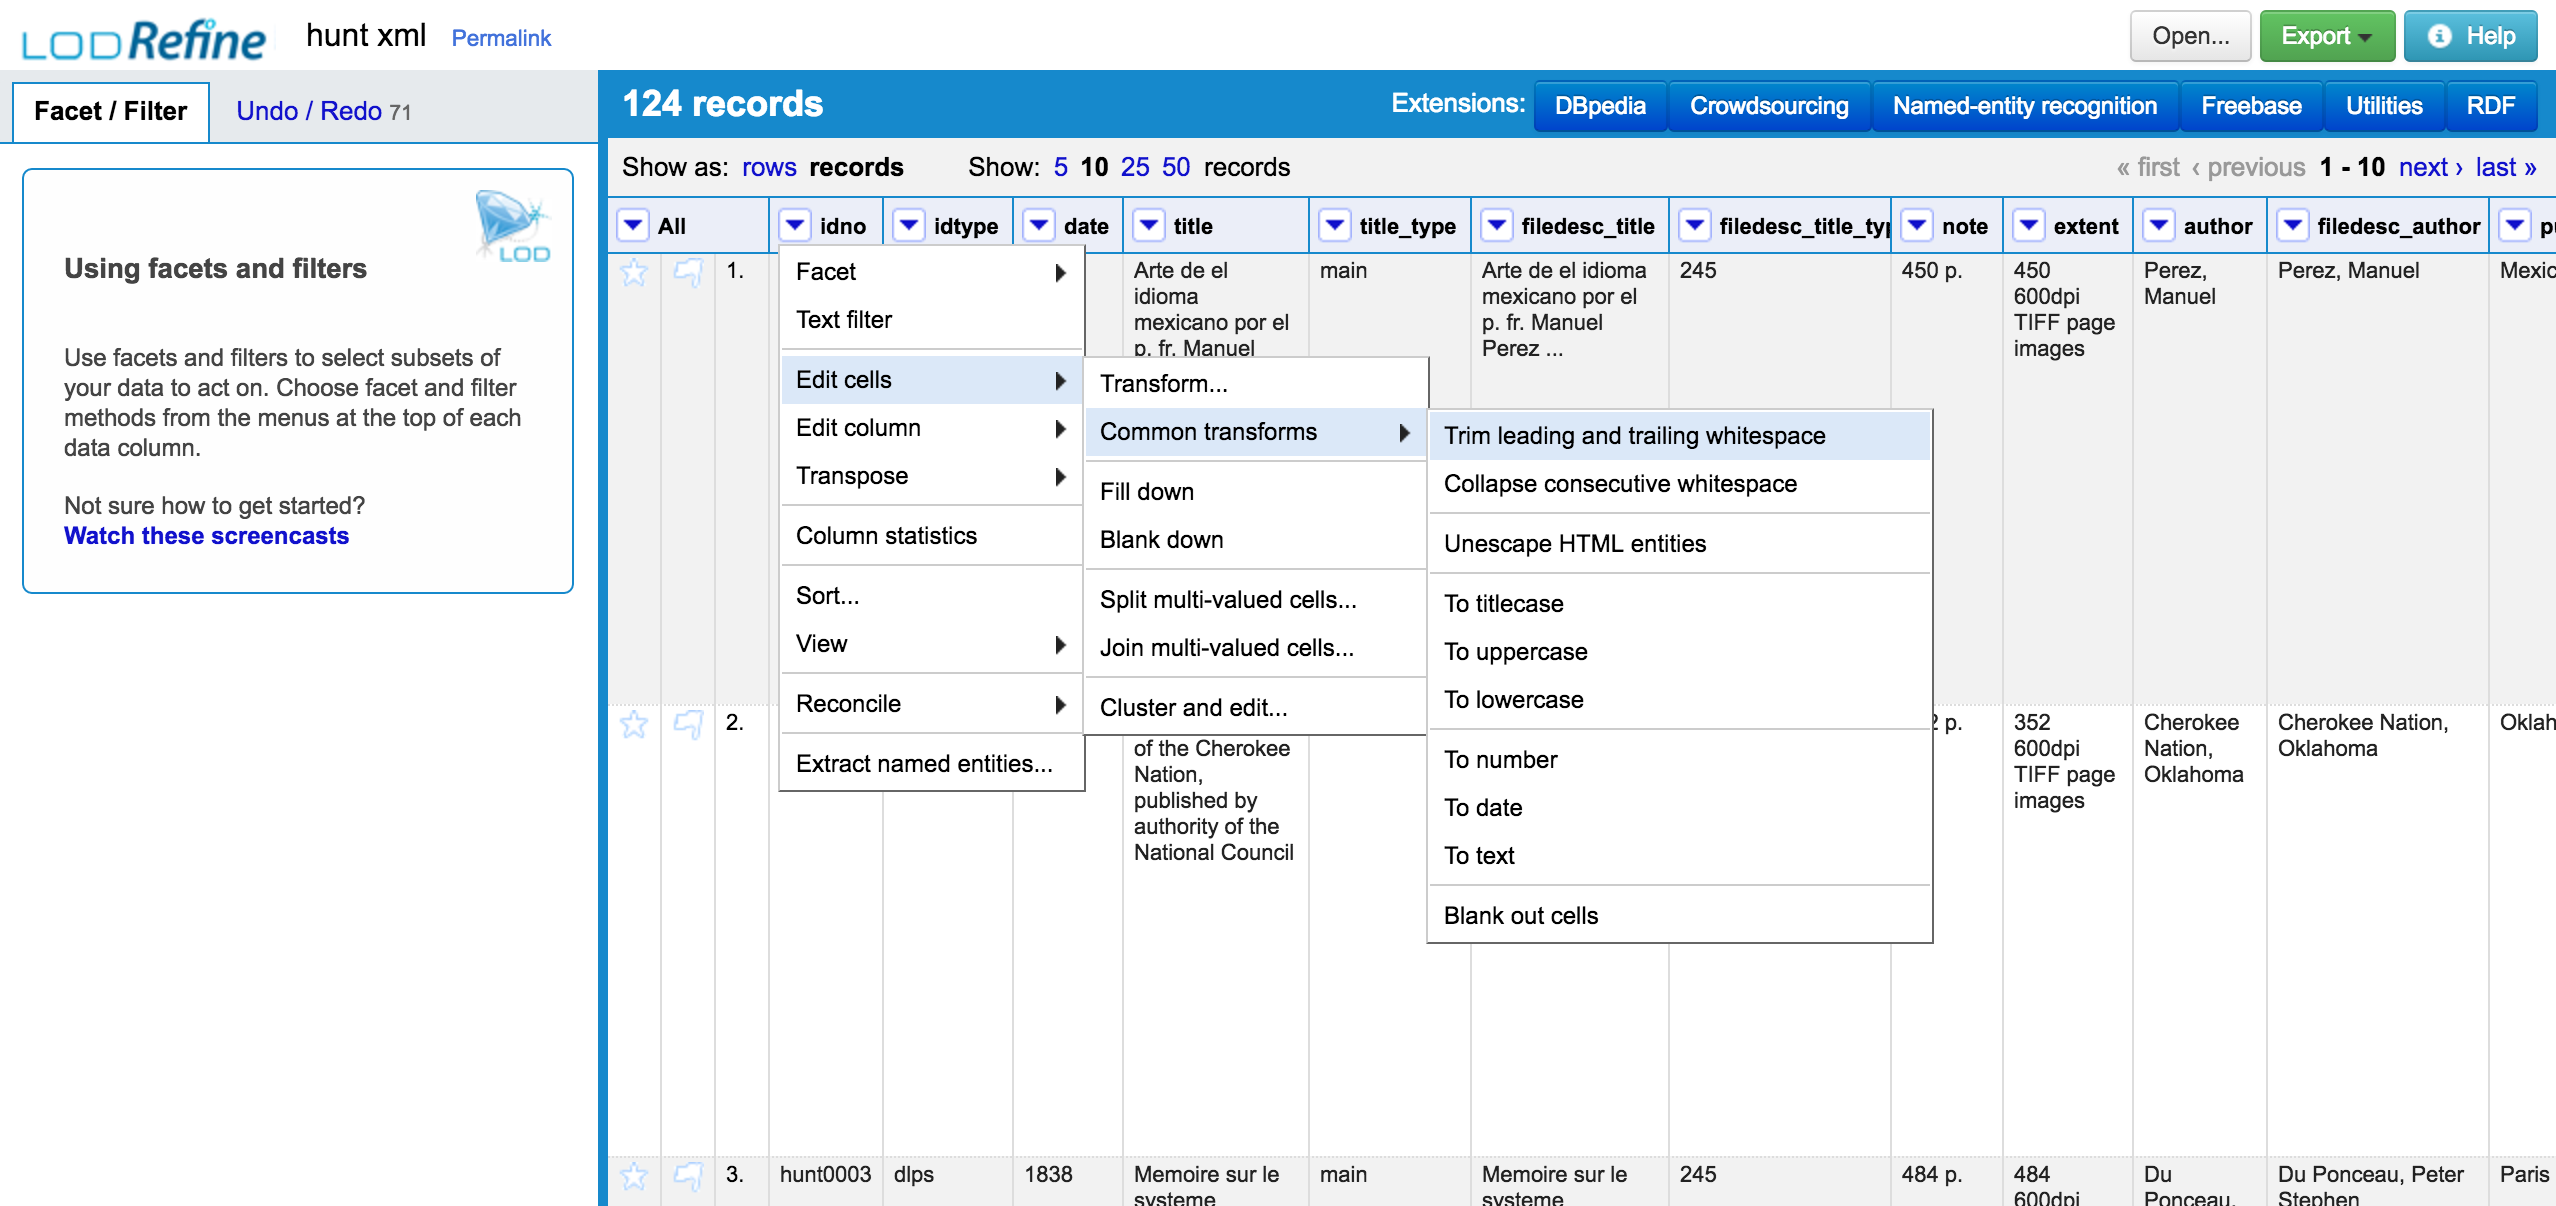 LOD Refine hunt xml Permalink Open... Export Help
Facet / Filter Undo / Redo 71
124 records Extensions: DBpedia Crowdsourcing Named-entity recognition Freebase Utilities RDF
Show as: rows records Show: 5 10 25 50 records « first ‹ previous 1 - 10 next › last »
All idno idtype date title title_type filedesc_title filedesc_title_typ note extent author filedesc_author
LOD
Using facets and filters
Use facets and filters to select subsets of
your data to act on. Choose facet and filter
methods from the menus at the top of each
data column.
Not sure how to get started?
Watch these screencasts
Facet
Text filter
Edit cells
Edit column
Transpose
Column statistics
Sort...
View
Reconcile
Extract named entities...
Transform...
Common transforms
Fill down
Blank down
Split multi-valued cells...
Join multi-valued cells...
Cluster and edit...
Trim leading and trailing whitespace
Collapse consecutive whitespace
Unescape HTML entities
To titlecase
To uppercase
To lowercase
To number
To date
To text
Blank out cells
1.
Arte de el
idioma
mexicano por el
p. fr. Manuel
main
Arte de el idioma
mexicano por el
p. fr. Manuel
Perez ...
245
450 p.
450
600dpi
TIFF page
images
Perez,
Manuel
Perez, Manuel
Mexic
2.
of the Cherokee
Nation,
published by
authority of the
National Council
2 p.
352
600dpi
TIFF page
images
Cherokee
Nation,
Oklahoma
Cherokee Nation,
Oklahoma
Oklah
3.
hunt0003
dlps
1838
Memoire sur le
systeme
main
Memoire sur le
systeme
245
484 p.
484
600dpi
Du
Ponceau,
Du Ponceau, Peter
Stephen
Paris